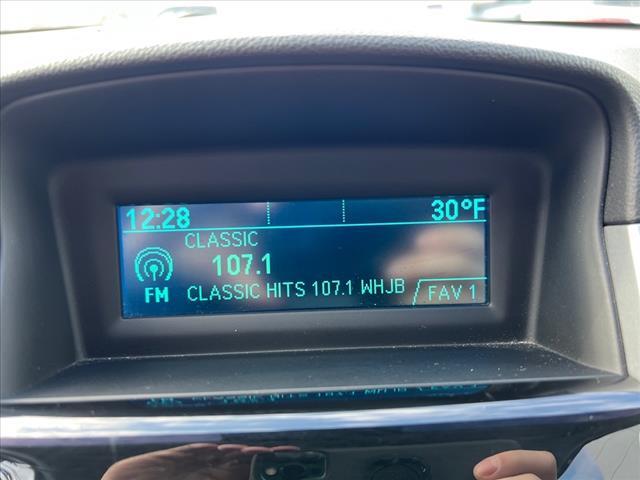 12:28 30°F
CLASSIC
107.1
FM CLASSIC HITS 107.1 WHJB FAV 1